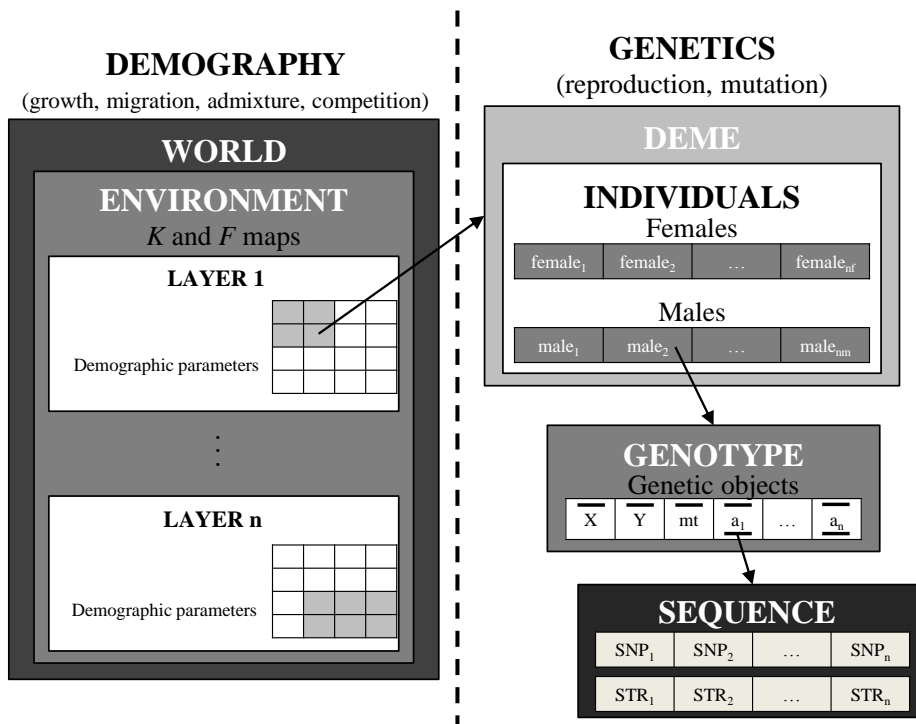 DEMOGRAPHY
(growth, migration, admixture, competition)
WORLD
ENVIRONMENT
K and F maps
LAYER 1
Demographic parameters
⋮
LAYER n
Demographic parameters
GENETICS
(reproduction, mutation)
DEME
INDIVIDUALS
Females
female₁ female₂ … female_nf
Males
male₁ male₂ … male_nm
GENOTYPE
Genetic objects
X Y mt a₁ … aₙ
SEQUENCE
SNP₁ SNP₂ … SNPₙ
STR₁ STR₂ … STRₙ